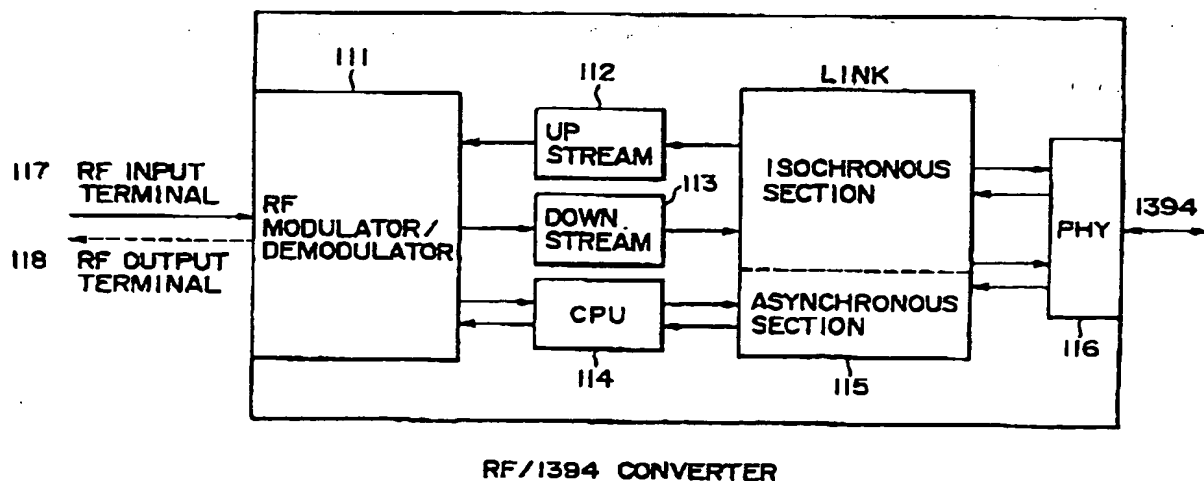 111
112
LINK
UP
STREAM
117 RF INPUT
TERMINAL
113
ISOCHRONOUS
SECTION
1394
RF
MODULATOR/
DEMODULATOR
DOWN.
STREAM
PHY
118 RF OUTPUT
TERMINAL
CPU
ASYNCHRONOUS
SECTION
114
115
116
RF/1394 CONVERTER